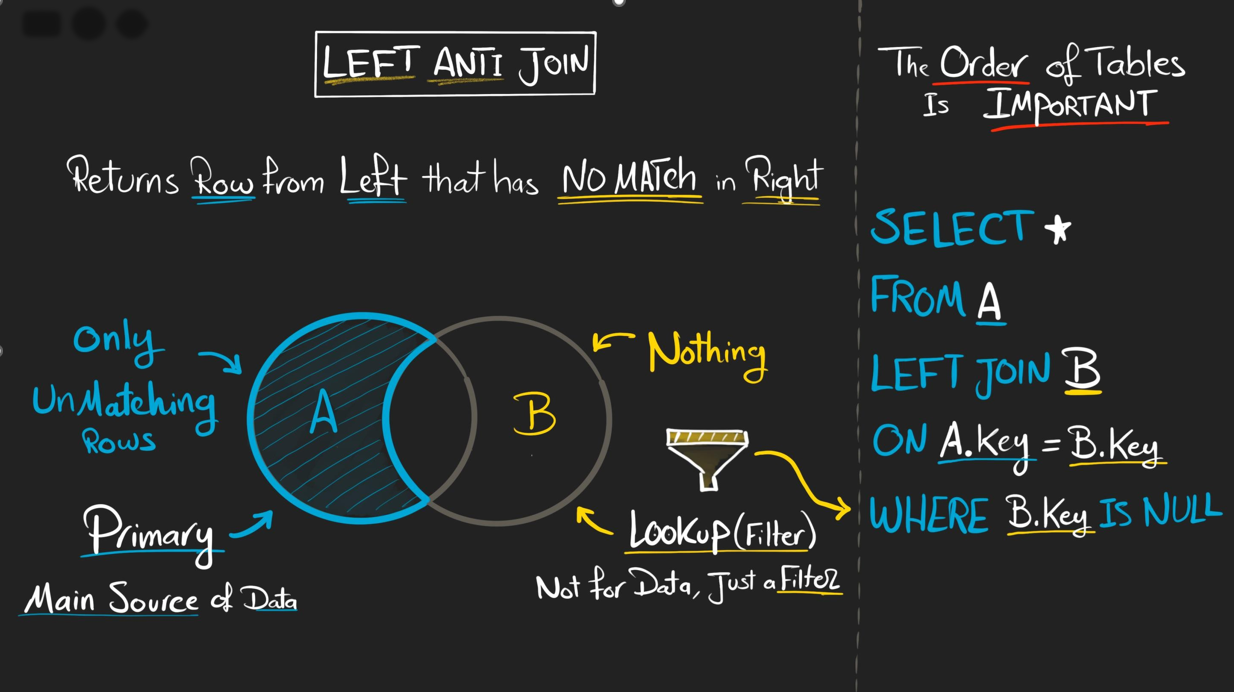 LEFT ANTI JOIN
Returns Row from Left that has NO MATCH in Right
Only
UnMatching
Rows
A
B
Nothing
Primary
Main Source of Data
Lookup (Filter)
Not for Data, Just a Filter
The Order of Tables
Is IMPORTANT
SELECT *
FROM A
LEFT JOIN B
ON A.Key = B.Key
WHERE B.Key IS NULL